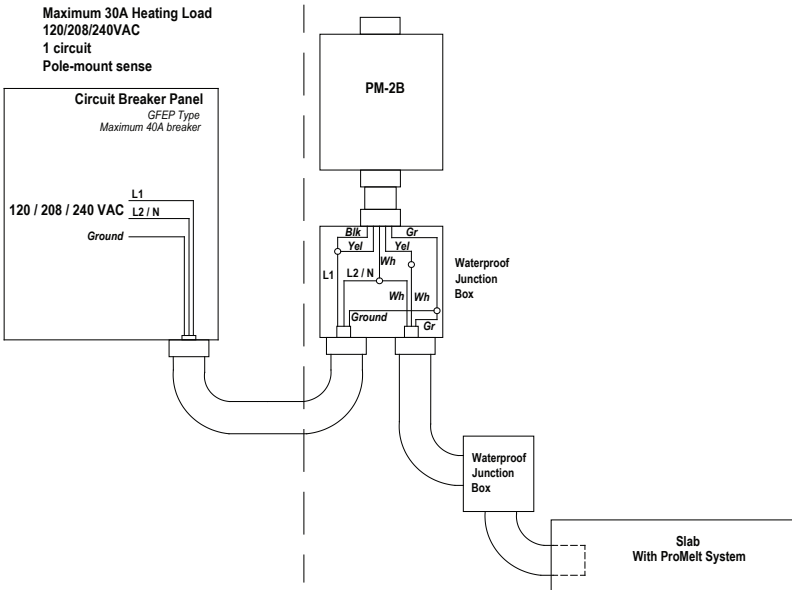 Maximum 30A Heating Load
120/208/240VAC
1 circuit
Pole-mount sense
Circuit Breaker Panel
GFEP Type
Maximum 40A breaker
L1
120 / 208 / 240 VAC
L2 / N
Ground
PM-2B
Blk
Gr
Yel
Yel
Wh
L1
L2 / N
Wh
Wh
Ground
Gr
Waterproof
Junction
Box
Waterproof
Junction
Box
Slab
With ProMelt System